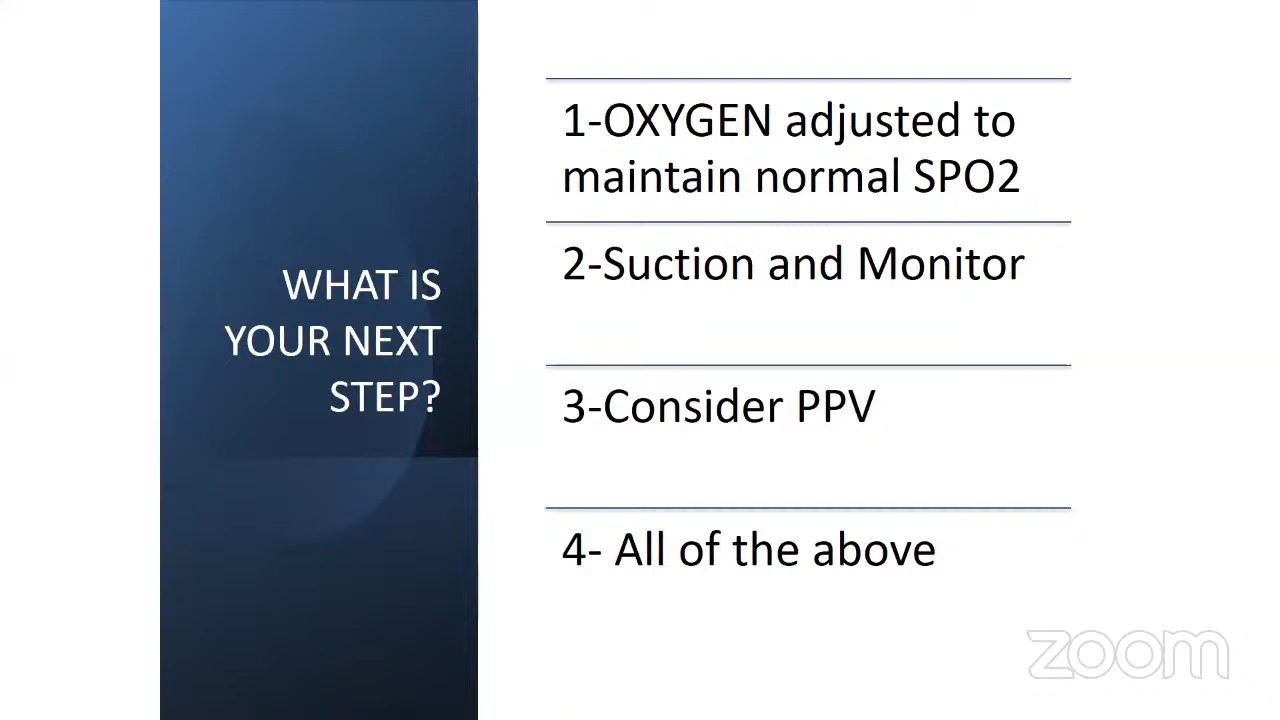 WHAT IS
YOUR NEXT
STEP?
1-OXYGEN adjusted to
maintain normal SPO2
2-Suction and Monitor
3-Consider PPV
4- All of the above
zoom